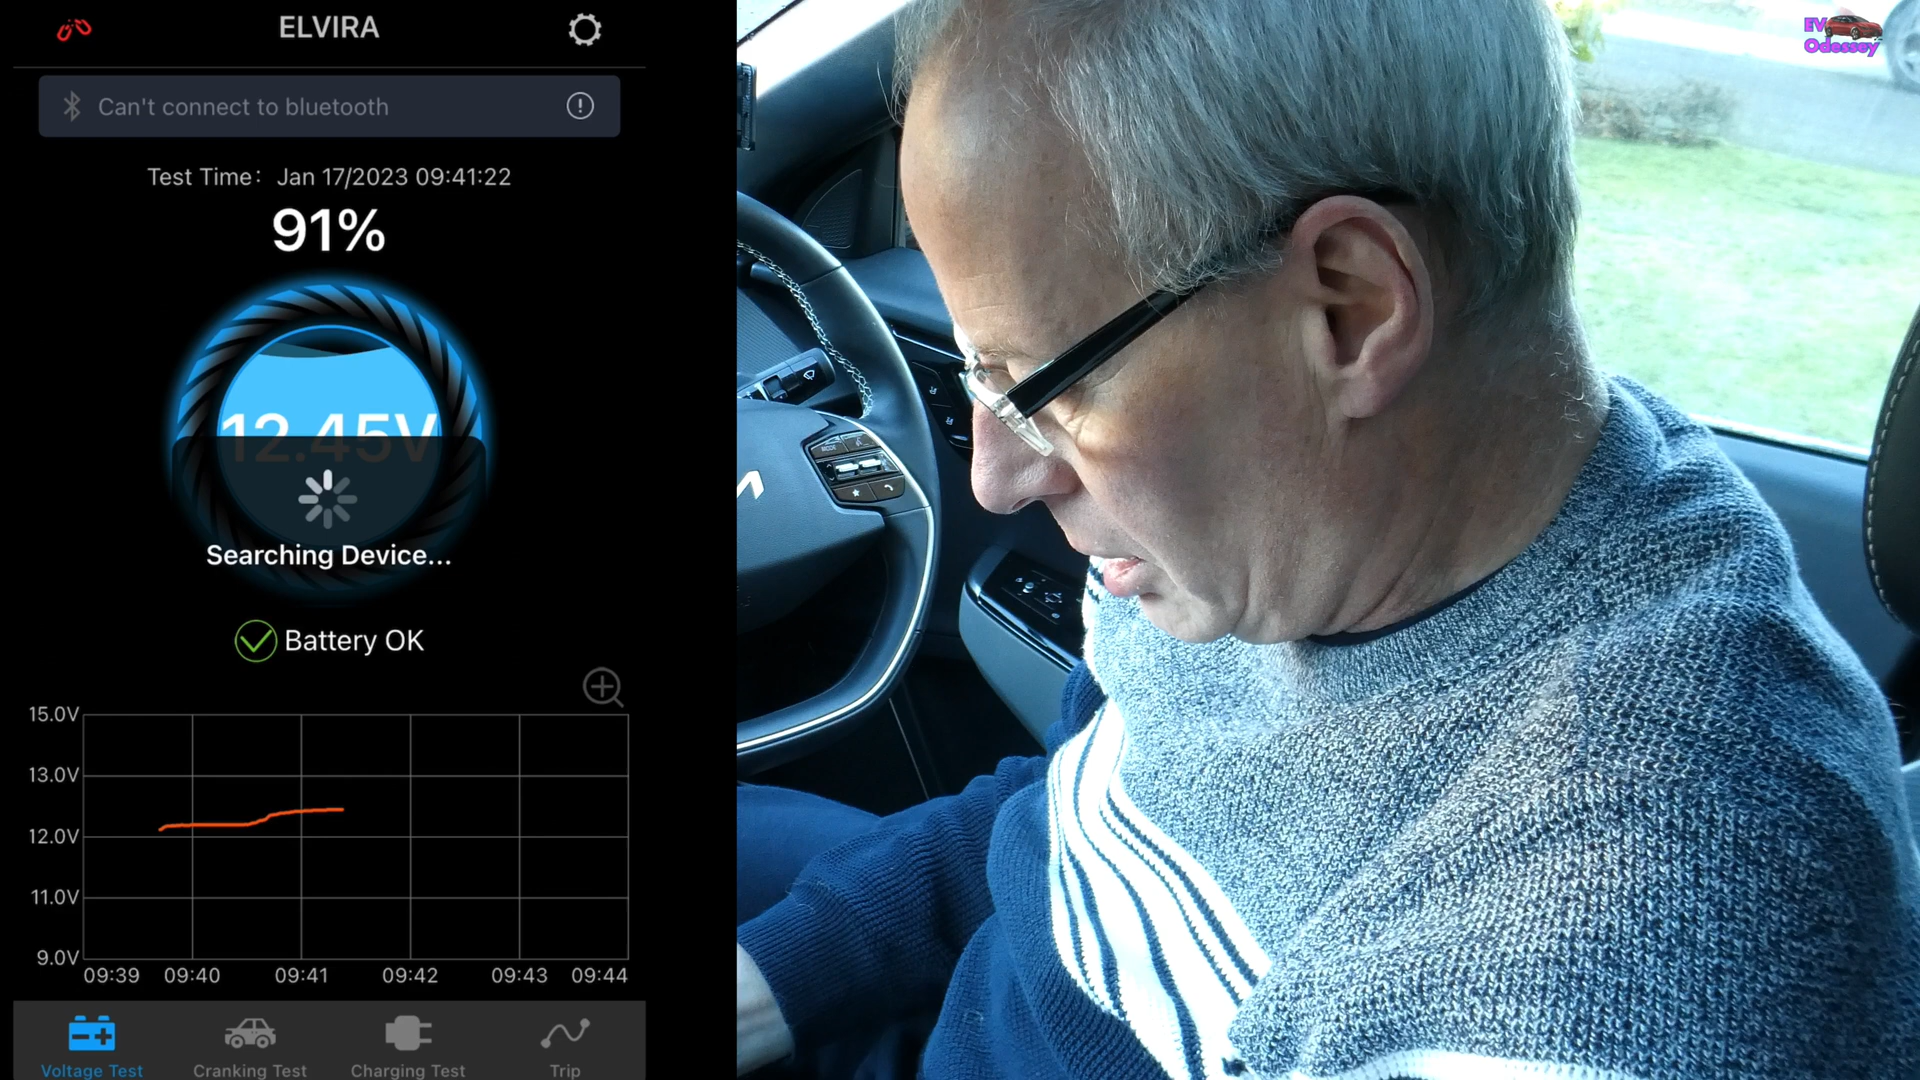 ELVIRA
Can't connect to bluetooth
Test Time: Jan 17/2023 09:41:22
91%
12.45V
Searching Device...
Battery OK
15.0V
13.0V
12.0V
11.0V
9.0V
09:39 09:40 09:41 09:42 09:43 09:44
Voltage Test Cranking Test Charging Test Trip
EV
Odessey
MODE